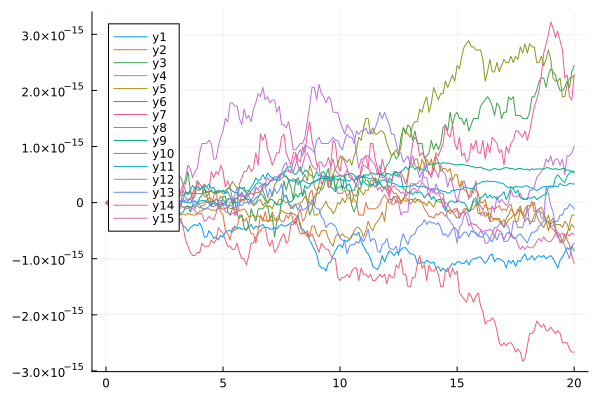 3.0×10⁻¹⁵
2.0×10⁻¹⁵
1.0×10⁻¹⁵
0
−1.0×10⁻¹⁵
−2.0×10⁻¹⁵
−3.0×10⁻¹⁵
y1
y2
y3
y4
y5
y6
y7
y8
y9
y10
y11
y12
y13
y14
y15
0 5 10 15 20